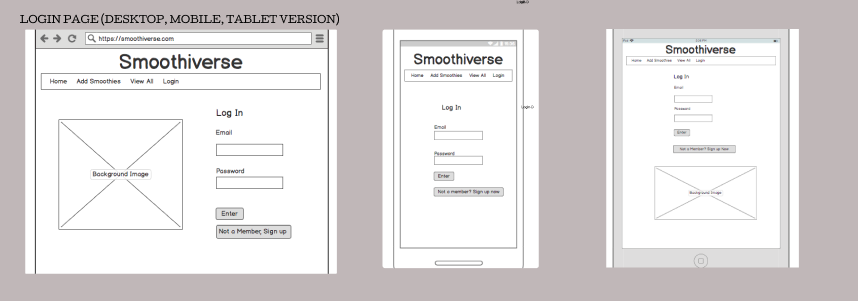 LOGIN PAGE (DESKTOP, MOBILE, TABLET VERSION)
https://smoothiverse.com
Smoothiverse
Home Add Smoothies View All Login
Log In
Email
Background Image
Password
Enter
Not a Member, Sign up
Smoothiverse
Home Add Smoothies View All Login
Log In
Email
Password
Enter
Not a member? Sign up now
Smoothiverse
Home Add Smoothies View All Login
Log In
Email
Password
Enter
Not a Member? Sign up now
Background Image